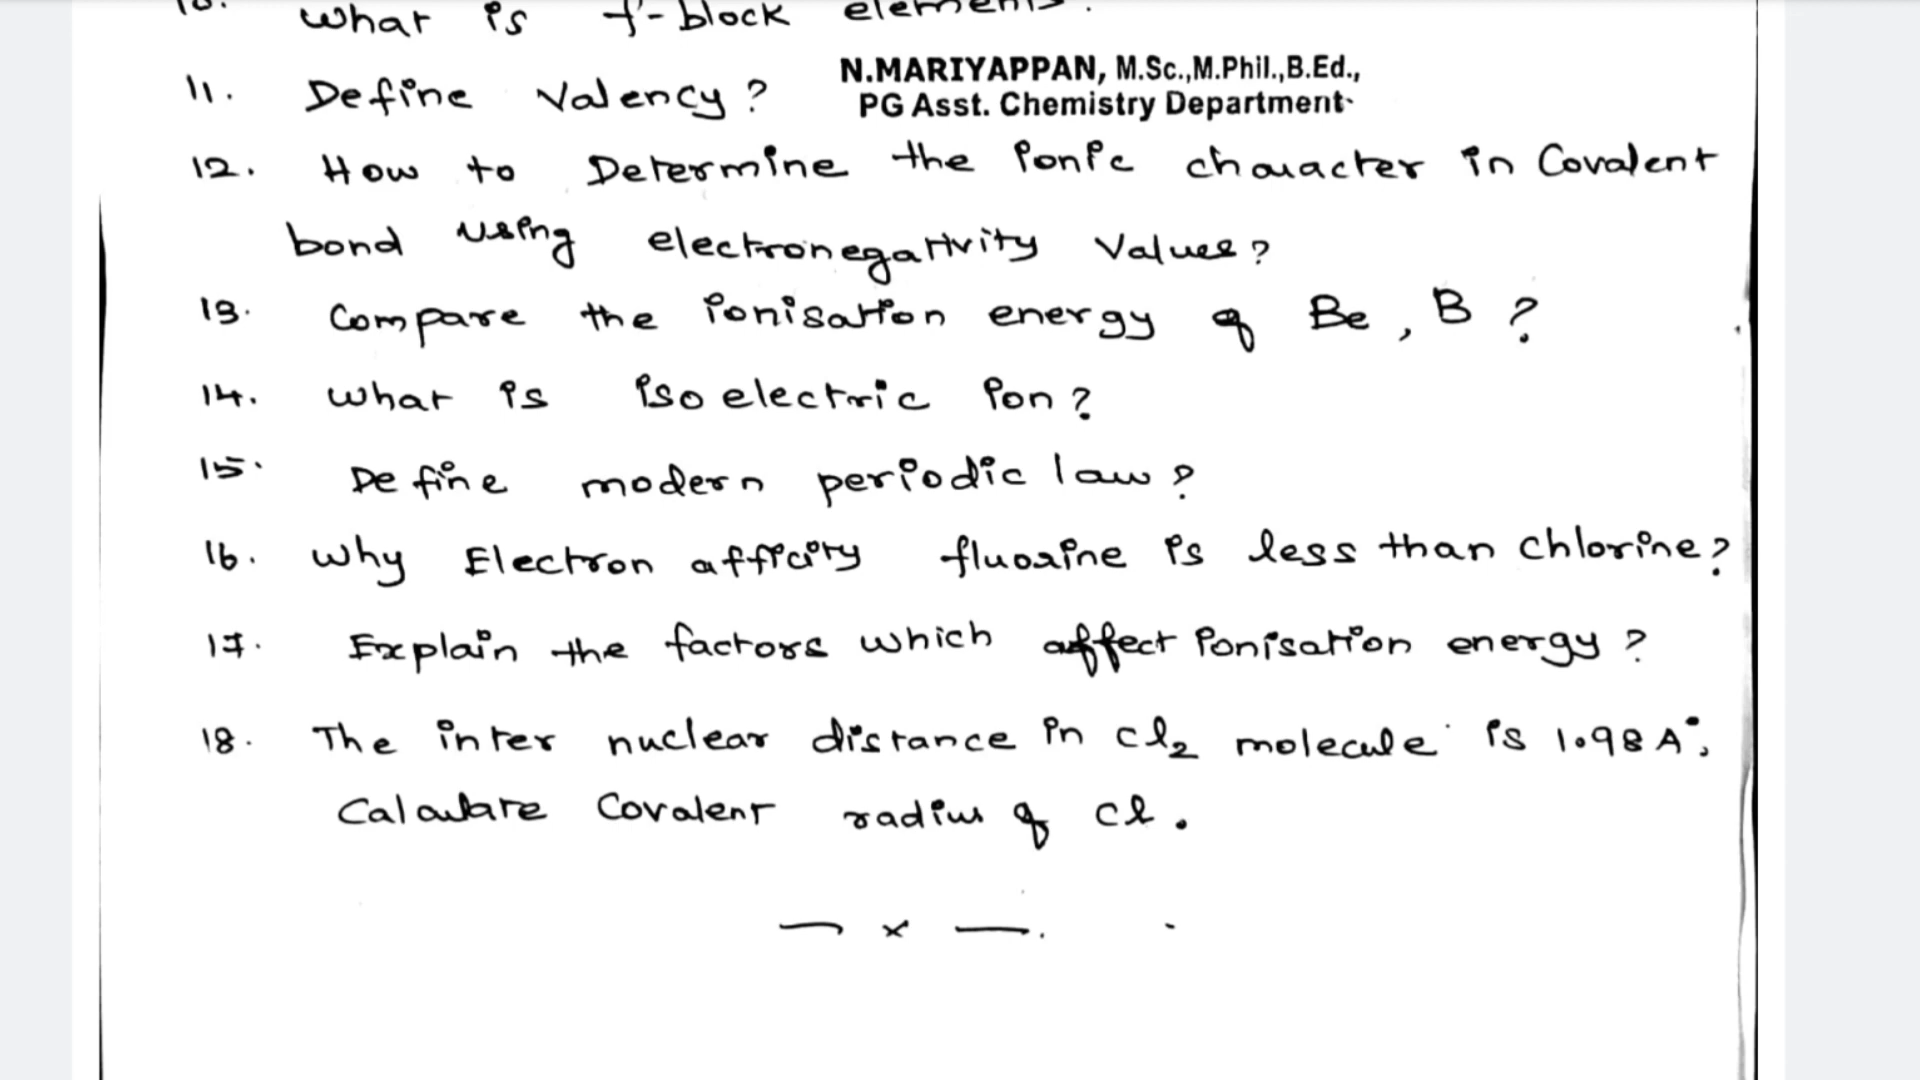 10. What is f-block elements.
N.MARIYAPPAN, M.Sc.,M.Phil.,B.Ed.,
11. Define Valency?
PG Asst. Chemistry Department
12. How to Determine the ionic character in Covalent
bond using electronegativity Values?
13. Compare the ionisation energy of Be, B?
14. What is isoelectric ion?
15. Define modern periodic law?
16. Why Electron afficity fluorine is less than chlorine?
17. Explain the factors which affect ionisation energy?
18. The inter nuclear distance in cl₂ molecule is 1.98 A°,
Calculate Covalent radius of cl.
— x —.